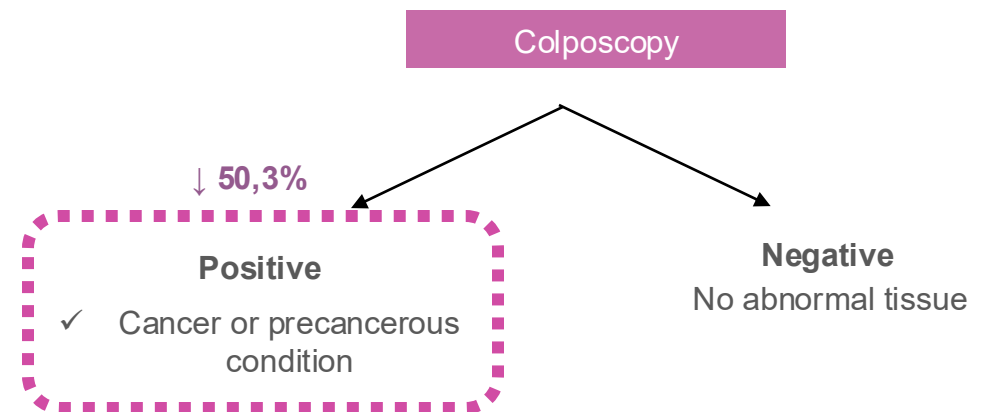 Colposcopy
↓ 50,3%
Positive
✓ Cancer or precancerous
condition
Negative
No abnormal tissue